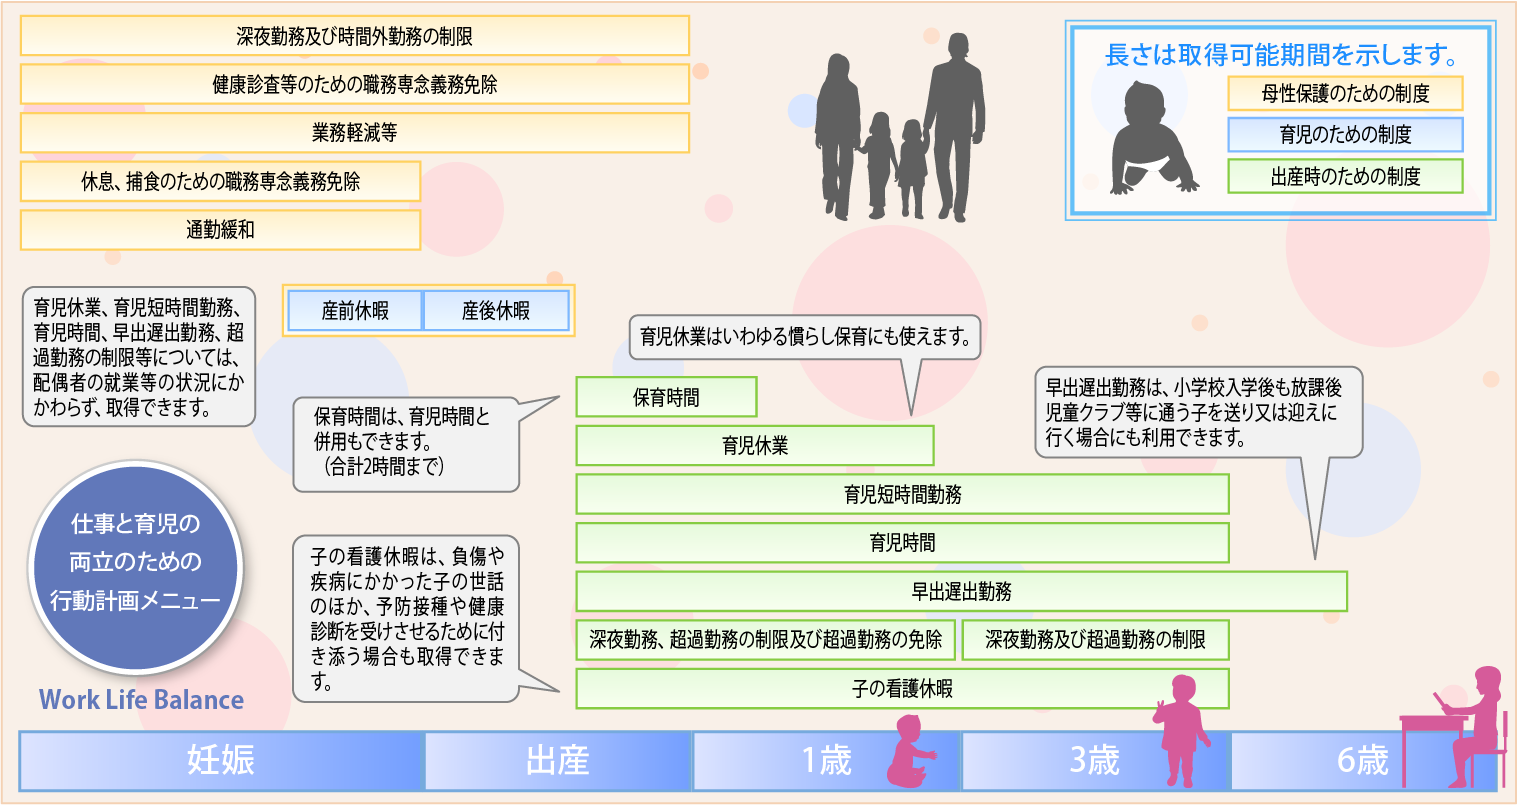 深夜勤務及び時間外勤務の制限
健康診査等のための職務専念義務免除
業務軽減等
休息、捕食のための職務専念義務免除
通勤緩和
長さは取得可能期間を示します。
母性保護のための制度
育児のための制度
出産時のための制度
育児休業、育児短時間勤務、
育児時間、早出遅出勤務、超
過勤務の制限等については、
配偶者の就業等の状況にか
かわらず、取得できます。
産前休暇
産後休暇
育児休業はいわゆる慣らし保育にも使えます。
保育時間は、育児時間と
併用もできます。
（合計2時間まで）
早出遅出勤務は、小学校入学後も放課後
児童クラブ等に通う子を送り又は迎えに
行く場合にも利用できます。
保育時間
育児休業
育児短時間勤務
育児時間
早出遅出勤務
深夜勤務、超過勤務の制限及び超過勤務の免除
深夜勤務及び超過勤務の制限
子の看護休暇
仕事と育児の
両立のための
行動計画メニュー
Work Life Balance
子の看護休暇は、負傷や
疾病にかかった子の世話
のほか、予防接種や健康
診断を受けさせるために付
き添う場合も取得できま
す。
妊娠
出産
1歳
3歳
6歳